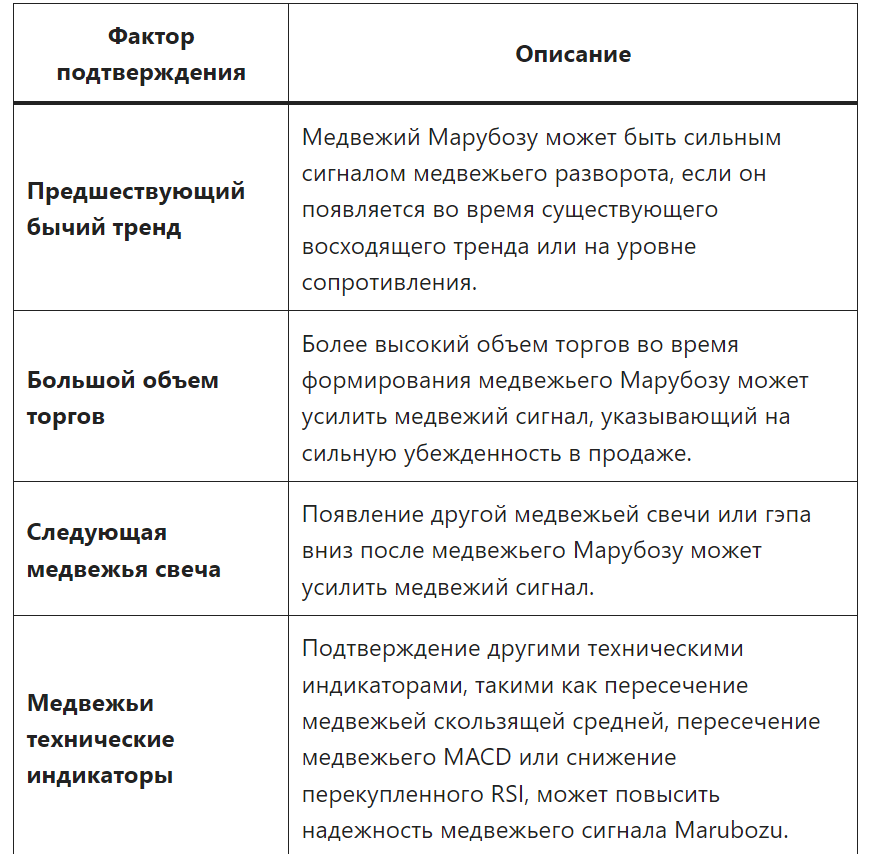 Фактор
подтверждения
Описание
Предшествующий
бычий тренд
Медвежий Марубозу может быть сильным
сигналом медвежьего разворота, если он
появляется во время существующего
восходящего тренда или на уровне
сопротивления.
Большой объем
торгов
Более высокий объем торгов во время
формирования медвежьего Марубозу может
усилить медвежий сигнал, указывающий на
сильную убежденность в продаже.
Следующая
медвежья свеча
Появление другой медвежьей свечи или гэпа
вниз после медвежьего Марубозу может
усилить медвежий сигнал.
Медвежьи
технические
индикаторы
Подтверждение другими техническими
индикаторами, такими как пересечение
медвежьей скользящей средней, пересечение
медвежьего MACD или снижение
перекупленного RSI, может повысить
надежность медвежьего сигнала Marubozu.